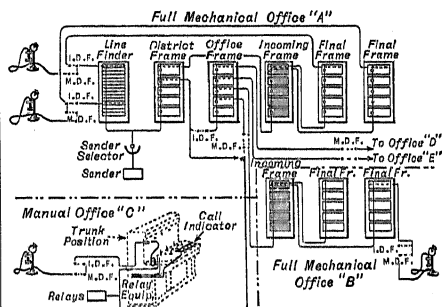 Full Mechanical Office "A"
Line Finder
District Frame
Office Frame
Incoming Frame
Final Frame
Final Frame
I.D.F.
M.D.F.
I.D.F.
M.D.F.
Sender Selector
Sender
I.D.F.
M.D.F.
To Office "D"
To Office "E"
Incoming Frame
Final Fr.
Final Fr.
Manual Office "C"
Trunk Position
Call Indicator
I.D.F.
M.D.F.
Relays
Relay Equip.
I.D.F.
M.D.F.
Full Mechanical Office "B"